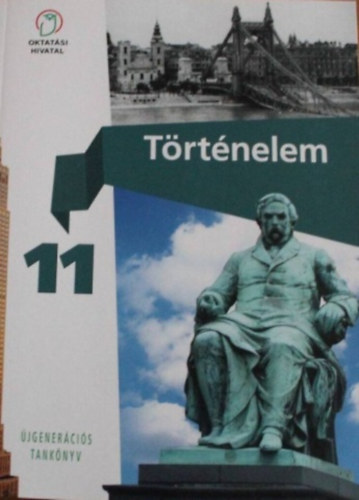 OKTATÁSI
HIVATAL
Történelem
11
ÚJGENERÁCIÓS
TANKÖNYV